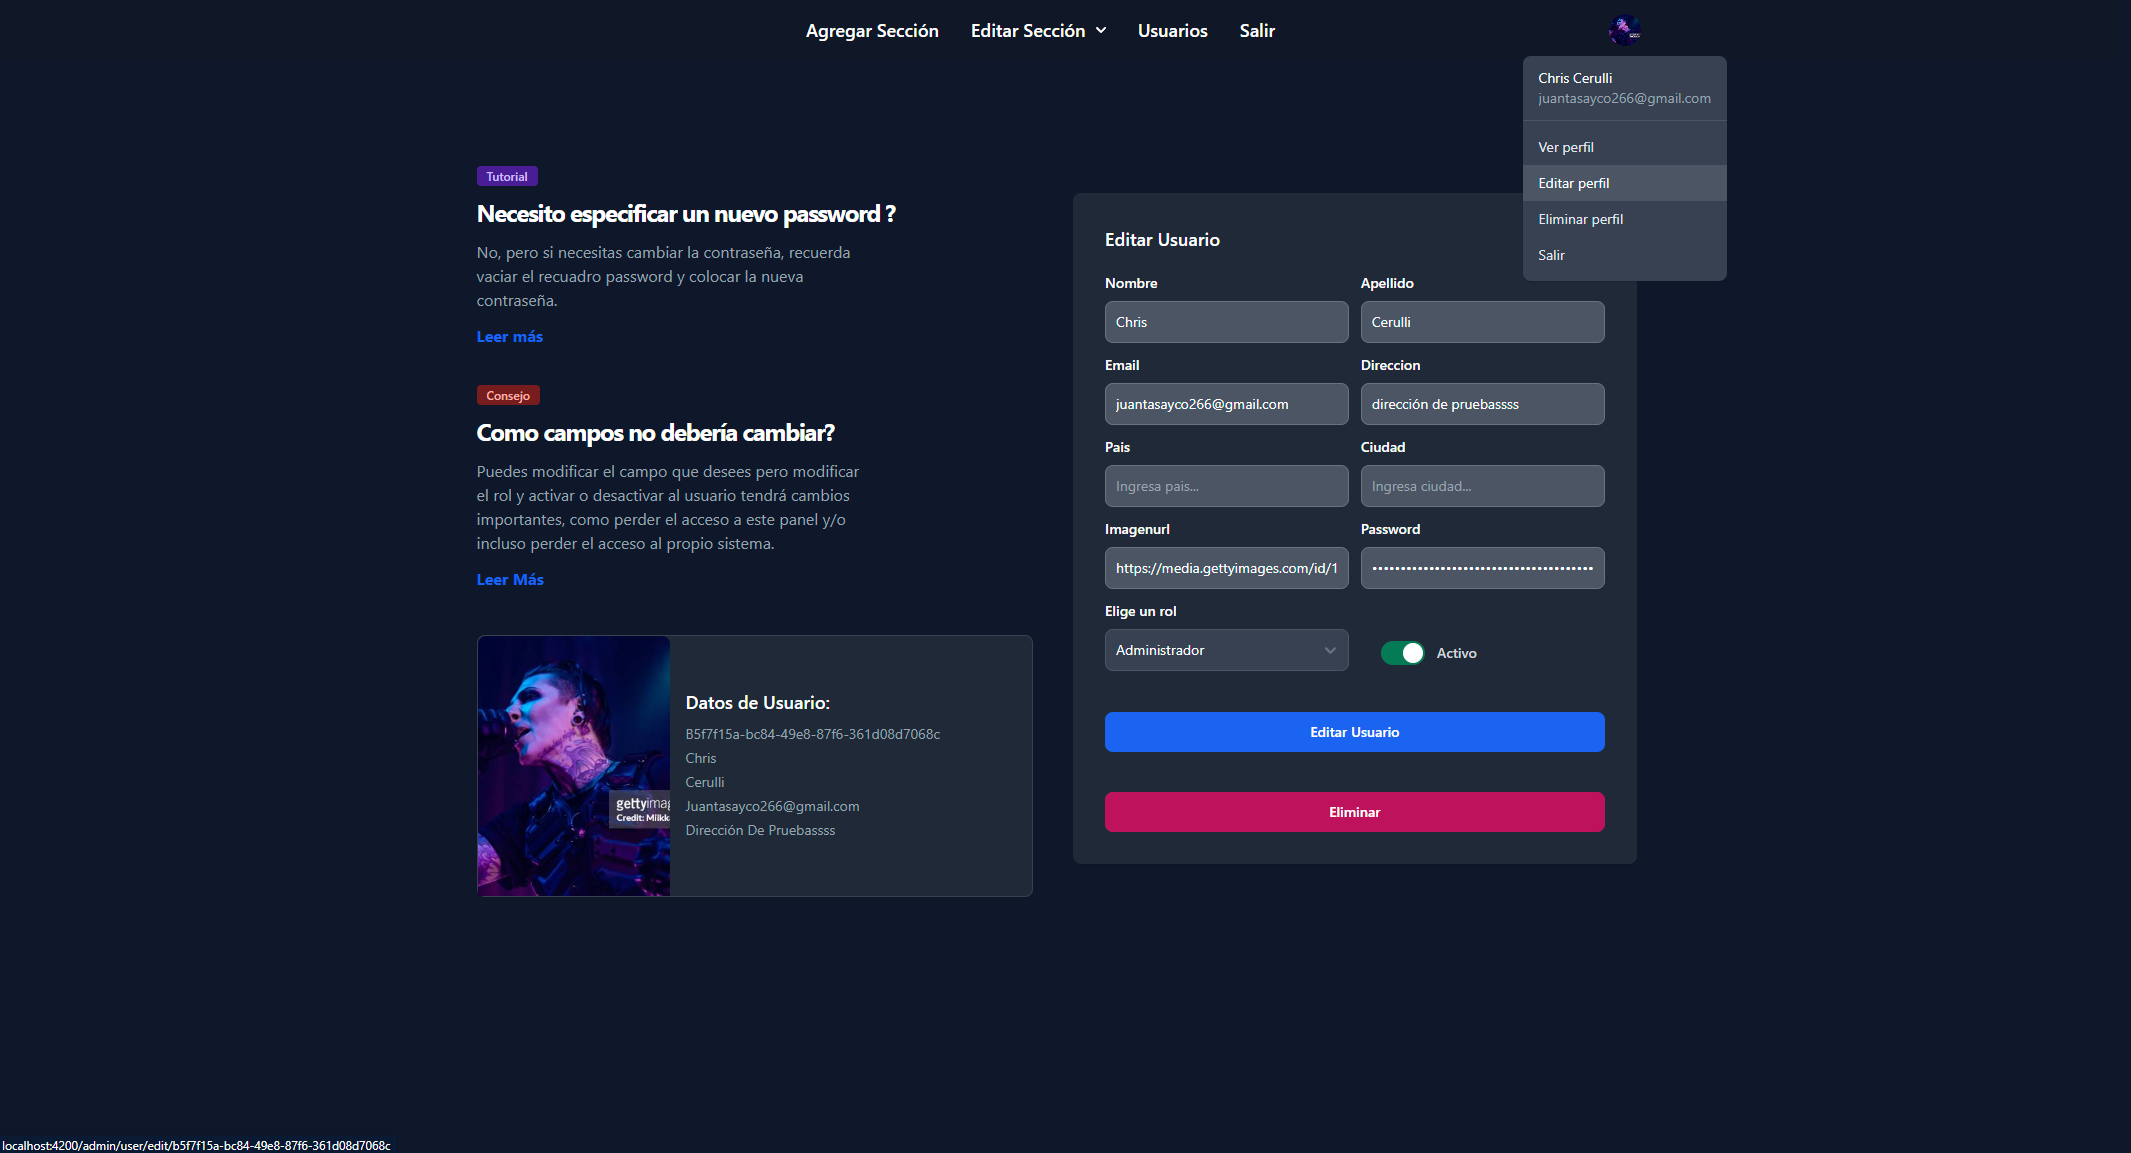 Agregar Sección
Editar Sección
Usuarios
Salir
Chris Cerulli
juantasayco266@gmail.com
Ver perfil
Editar perfil
Eliminar perfil
Salir
Tutorial
Necesito especificar un nuevo password ?
No, pero si necesitas cambiar la contraseña, recuerda
vaciar el recuadro password y colocar la nueva
contraseña.
Leer más
Consejo
Como campos no debería cambiar?
Puedes modificar el campo que desees pero modificar
el rol y activar o desactivar al usuario tendrá cambios
importantes, como perder el acceso a este panel y/o
incluso perder el acceso al propio sistema.
Leer Más
gettyimag
Credit: Miikk
Datos de Usuario:
B5f7f15a-bc84-49e8-87f6-361d08d7068c
Chris
Cerulli
Juantasayco266@gmail.com
Dirección De Pruebassss
Editar Usuario
Nombre
Apellido
Chris
Cerulli
Email
Direccion
juantasayco266@gmail.com
dirección de pruebassss
Pais
Ciudad
Ingresa pais...
Ingresa ciudad...
Imagenurl
Password
https://media.gettyimages.com/id/1
Elige un rol
Administrador
Activo
Editar Usuario
Eliminar
localhost:4200/admin/user/edit/b5f7f15a-bc84-49e8-87f6-361d08d7068c